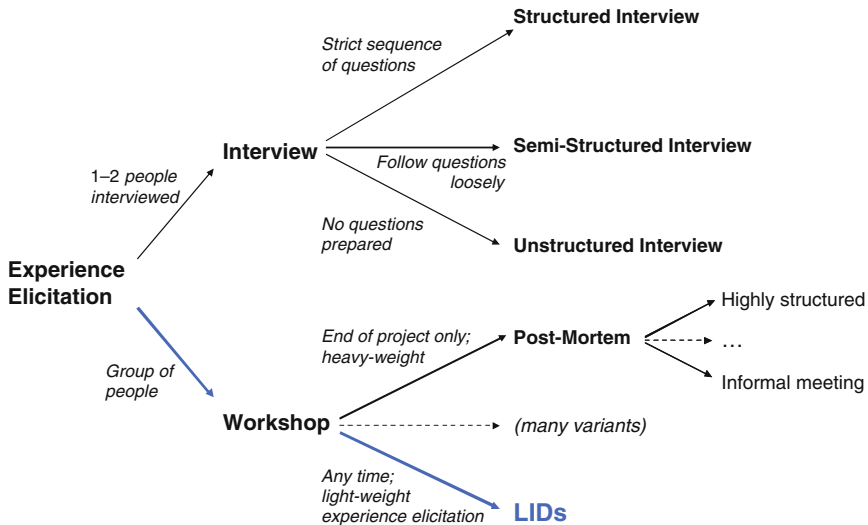 Structured Interview
Strict sequence
of questions
Interview
Semi-Structured Interview
Follow questions
loosely
1–2 people
interviewed
No questions
prepared
Unstructured Interview
Experience
Elicitation
Highly structured
End of project only;
heavy-weight
Post-Mortem
...
Group of
people
Informal meeting
Workshop
(many variants)
Any time;
light-weight
experience elicitation
LIDs